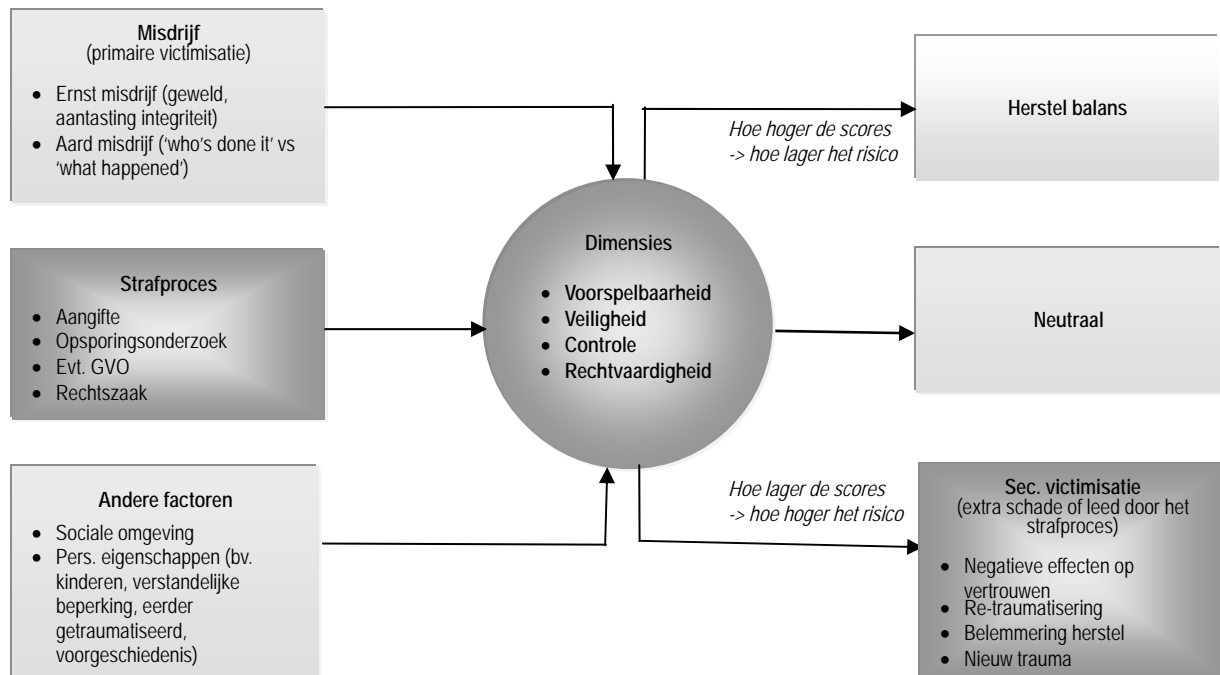 Misdrijf
(primaire victimisatie)
• Ernst misdrijf (geweld,
aantasting integriteit)
• Aard misdrijf ('who's done it' vs
'what happened')
Strafproces
• Aangifte
• Opsporingsonderzoek
• Evt. GVO
• Rechtszaak
Andere factoren
• Sociale omgeving
• Pers. eigenschappen (bv.
kinderen, verstandelijke
beperking, eerder
getraumatiseerd,
voorgeschiedenis)
Dimensies
• Voorspelbaarheid
• Veiligheid
• Controle
• Rechtvaardigheid
Hoe hoger de scores
-> hoe lager het risico
Hoe lager de scores
-> hoe hoger het risico
Herstel balans
Neutraal
Sec. victimisatie
(extra schade of leed door het
strafproces)
• Negatieve effecten op
vertrouwen
• Re-traumatisering
• Belemmering herstel
• Nieuw trauma